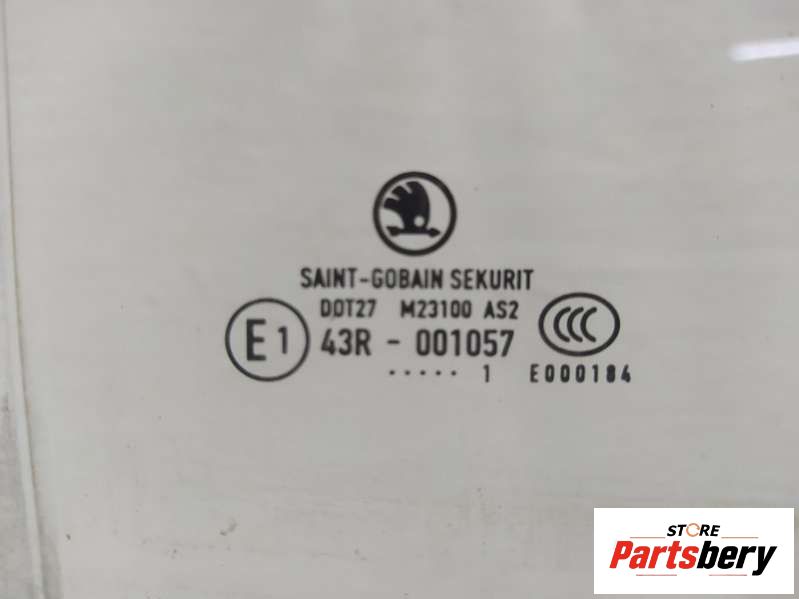 SAINT-GOBAIN SEKURIT
DOT27 M23100 AS2
E1 43R - 001057 CCC
..... 1 E000184
STORE
Partsbery